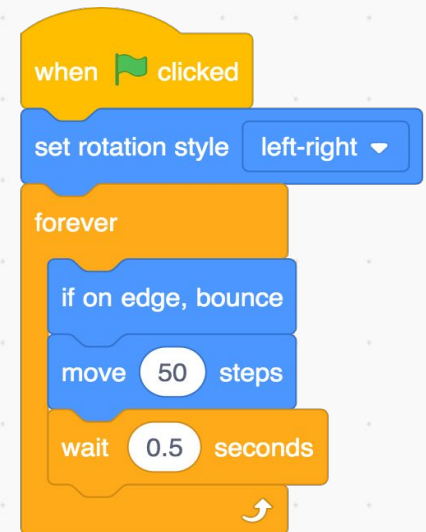 when clicked
set rotation style left-right
forever
if on edge, bounce
move 50 steps
wait 0.5 seconds